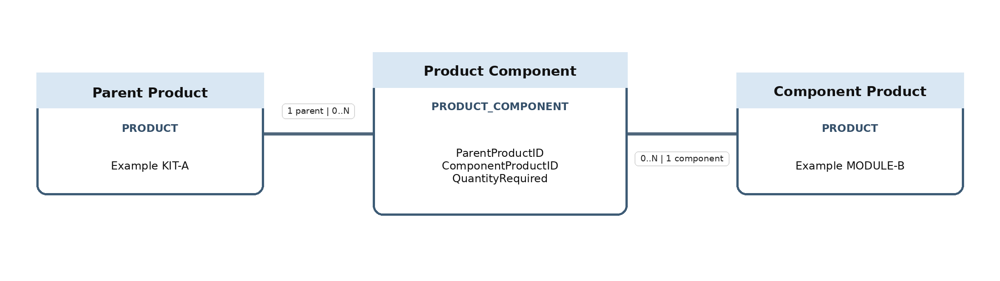 Parent Product
PRODUCT
Example KIT-A
1 parent | 0..N
Product Component
PRODUCT_COMPONENT
ParentProductID
ComponentProductID
QuantityRequired
0..N | 1 component
Component Product
PRODUCT
Example MODULE-B